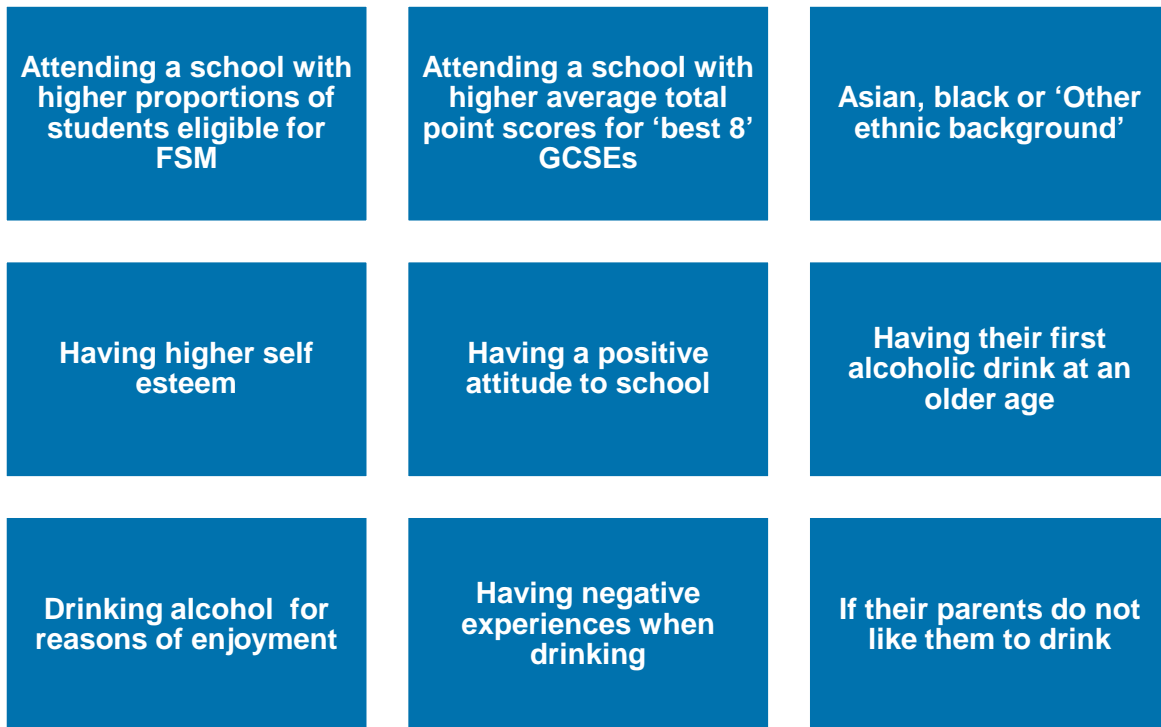 Attending a school with
higher proportions of
students eligible for
FSM
Attending a school with
higher average total
point scores for ‘best 8’
GCSEs
Asian, black or ‘Other
ethnic background’
Having higher self
esteem
Having a positive
attitude to school
Having their first
alcoholic drink at an
older age
Drinking alcohol  for
reasons of enjoyment
Having negative
experiences when
drinking
If their parents do not
like them to drink